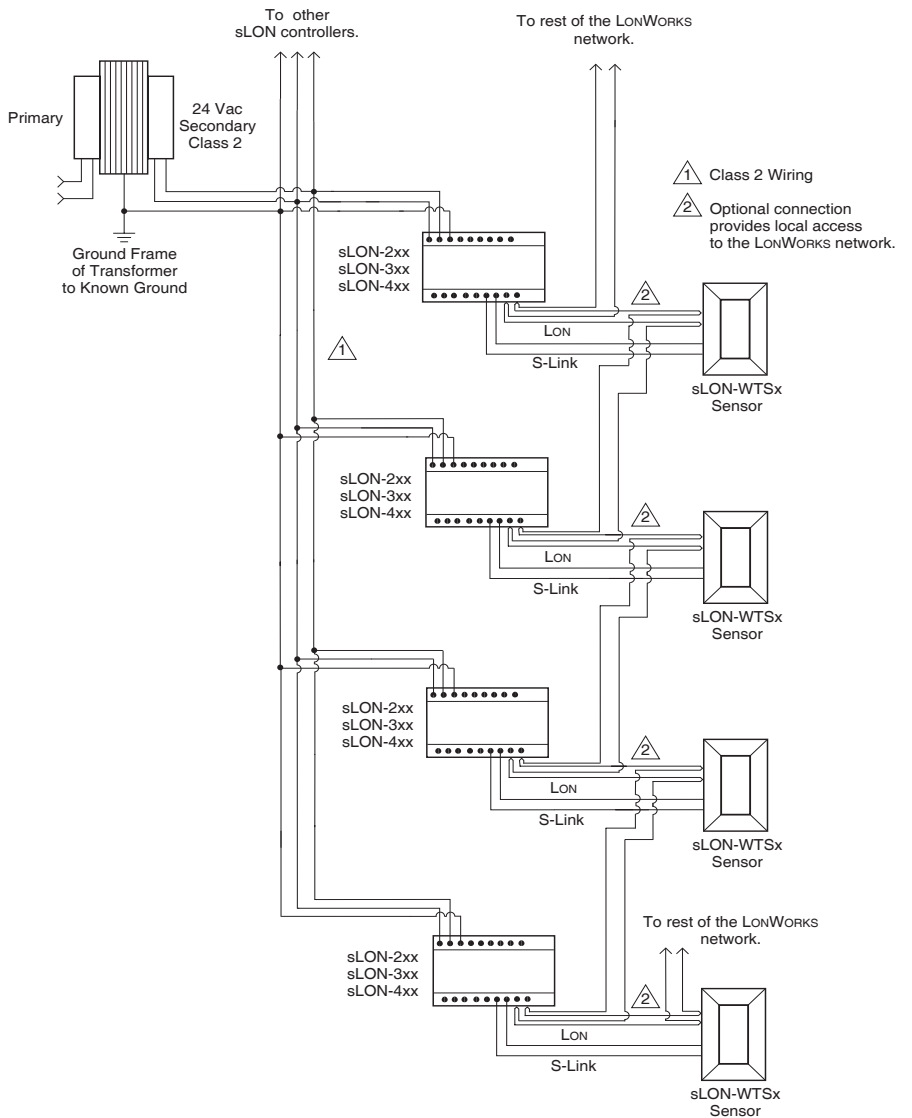 To other
sLON controllers.
To rest of the LONWORKS
network.
Primary
24 Vac
Secondary
Class 2
1 Class 2 Wiring
2 Optional connection
provides local access
to the LONWORKS network.
Ground Frame
of Transformer
to Known Ground
sLON-2xx
sLON-3xx
sLON-4xx
2
LON
S-Link
sLON-WTSx
Sensor
1
sLON-2xx
sLON-3xx
sLON-4xx
2
LON
S-Link
sLON-WTSx
Sensor
sLON-2xx
sLON-3xx
sLON-4xx
2
LON
S-Link
sLON-WTSx
Sensor
To rest of the LONWORKS
network.
sLON-2xx
sLON-3xx
sLON-4xx
2
LON
S-Link
sLON-WTSx
Sensor